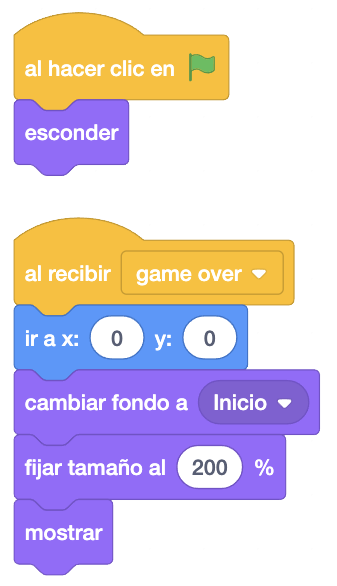 al hacer clic en
esconder
al recibir game over
ir a x: 0 y: 0
cambiar fondo a Inicio
fijar tamaño al 200 %
mostrar